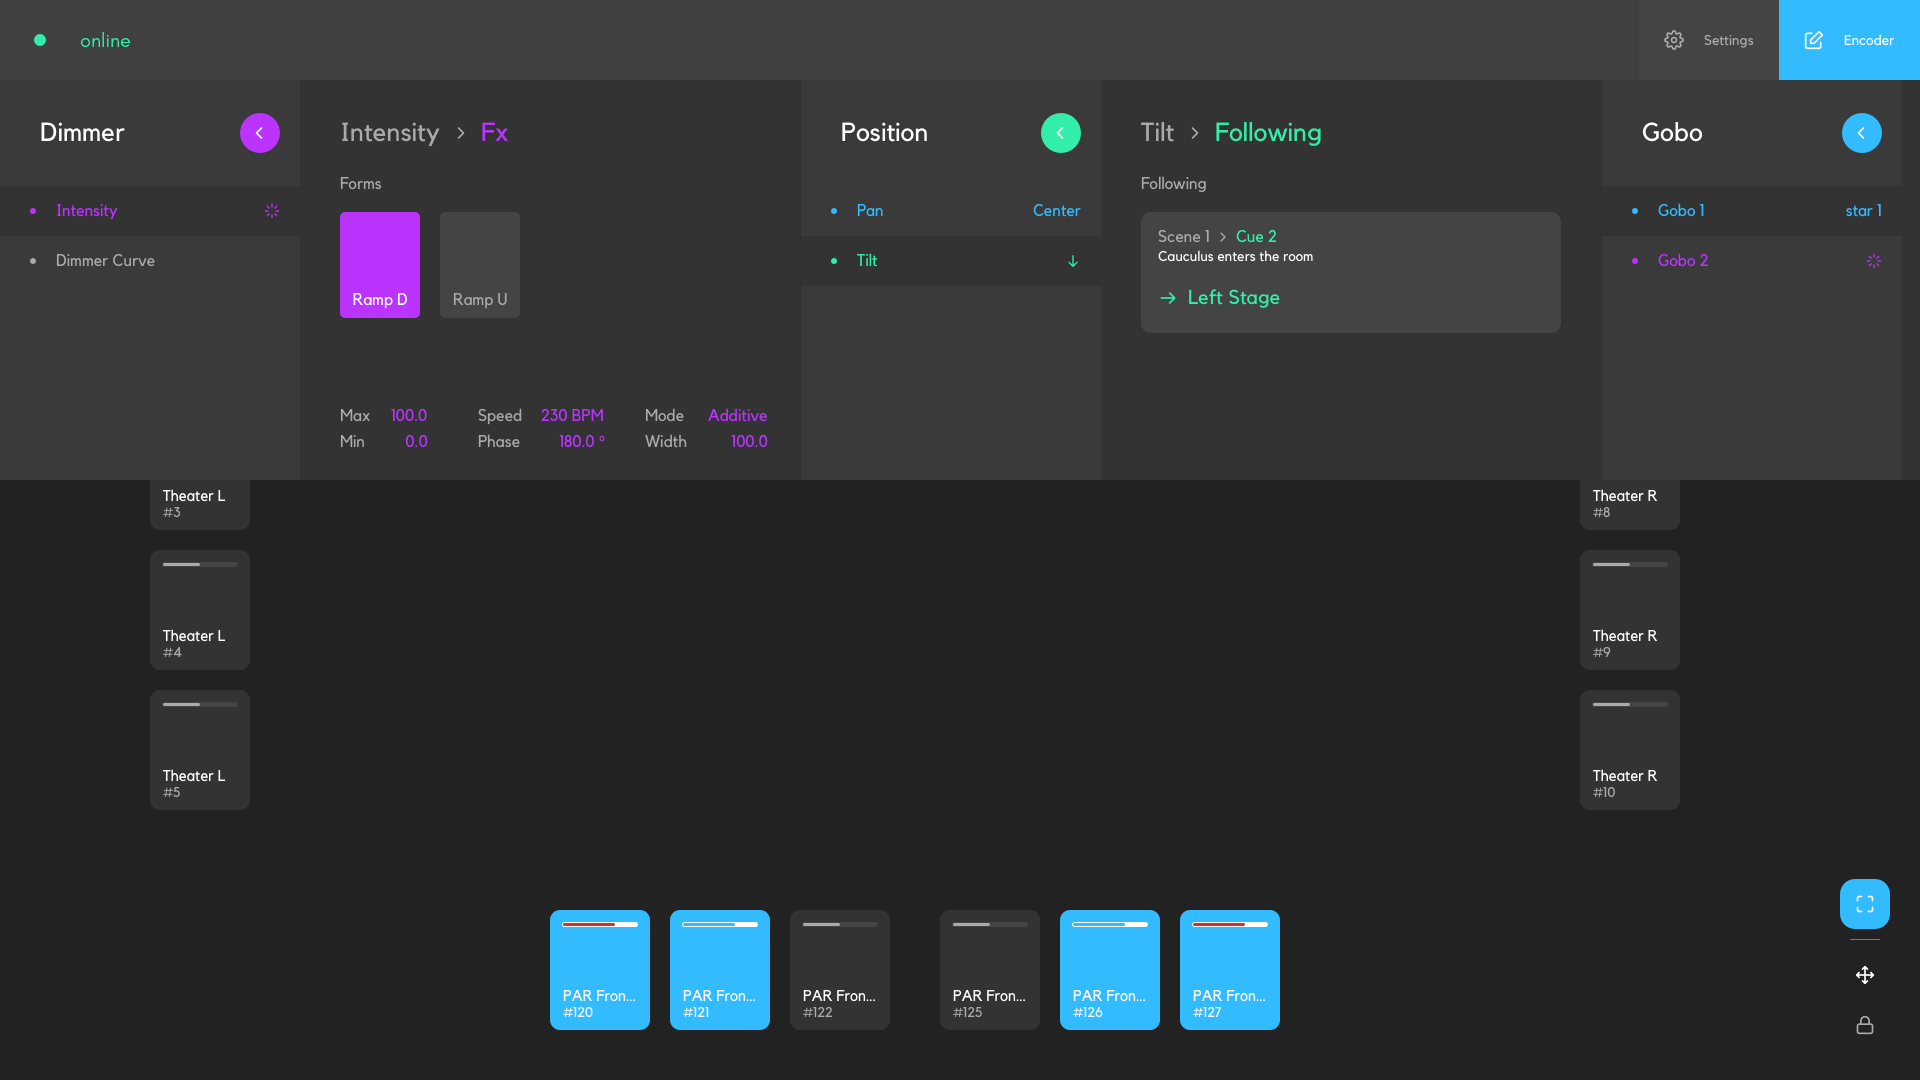 online
Settings
Encoder
Dimmer
Intensity
Dimmer Curve
Intensity > Fx
Forms
Ramp D
Ramp U
Max 100.0
Speed 230 BPM
Mode Additive
Min 0.0
Phase 180.0 °
Width 100.0
Position
Pan Center
Tilt
Tilt > Following
Following
Scene 1 > Cue 2
Cauculus enters the room
Left Stage
Gobo
Gobo 1 star 1
Gobo 2
Theater L
#3
Theater R
#8
Theater L
#4
Theater R
#9
Theater L
#5
Theater R
#10
PAR Fron...
#120
PAR Fron...
#121
PAR Fron...
#122
PAR Fron...
#125
PAR Fron...
#126
PAR Fron...
#127